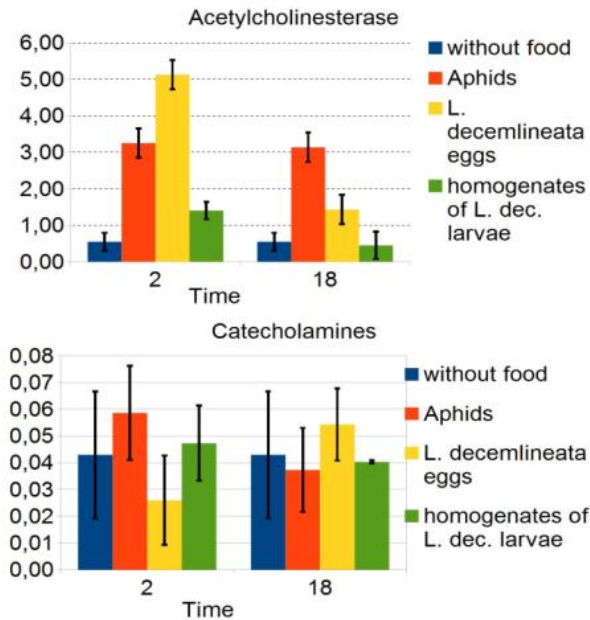 Acetylcholinesterase
6,00
5,00
4,00
3,00
2,00
1,00
0,00
2
18
Time
without food
Aphids
L.
decemlineata
eggs
homogenates
of L. dec.
larvae
Catecholamines
0,08
0,07
0,06
0,05
0,04
0,03
0,02
0,01
0,00
2
18
Time
without food
Aphids
L. decemlineata
eggs
homogenates of
L. dec. larvae